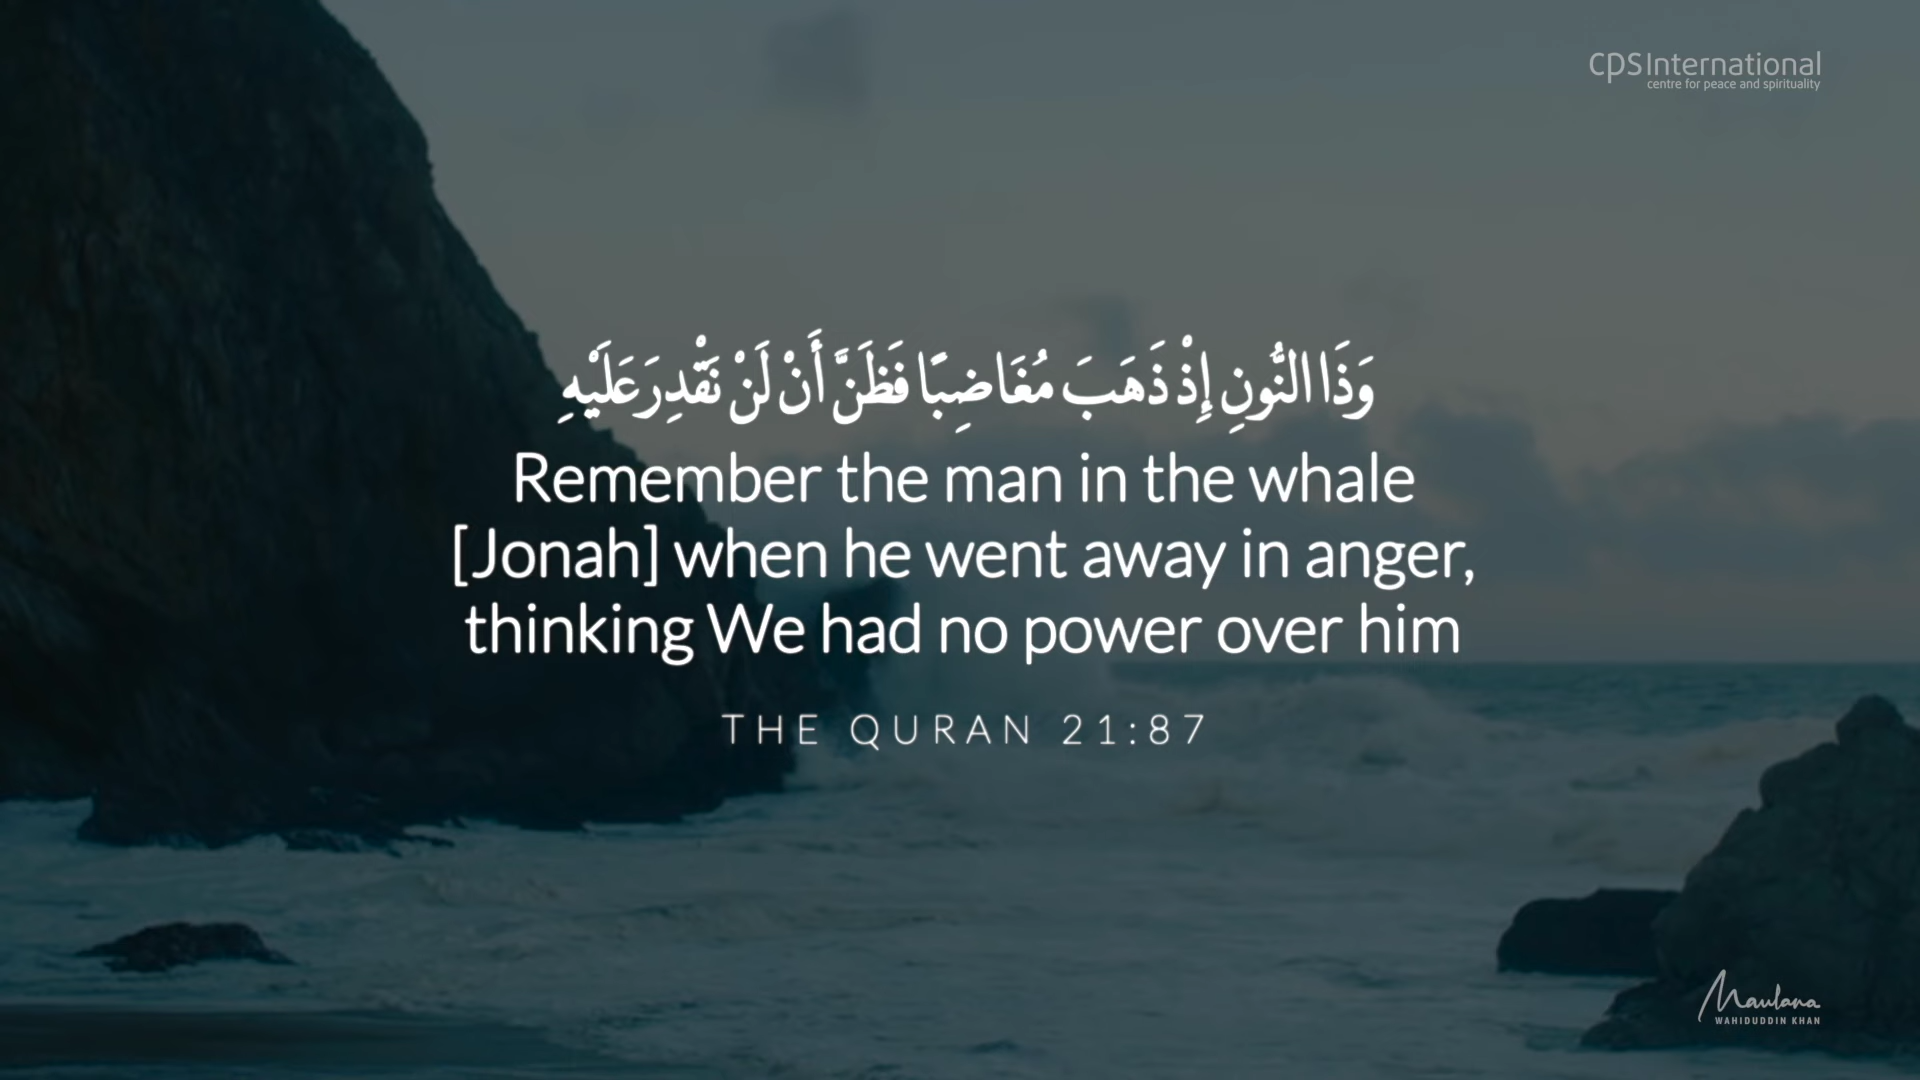 CPS International
centre for peace and spirituality
وَذَا النُّونِ إِذْ ذَهَبَ مُغَاضِبًا فَظَنَّ أَنْ لَنْ نَقْدِرَ عَلَيْهِ
Remember the man in the whale
[Jonah] when he went away in anger,
thinking We had no power over him
THE QURAN 21:87
Maulana
WAHIDUDDIN KHAN